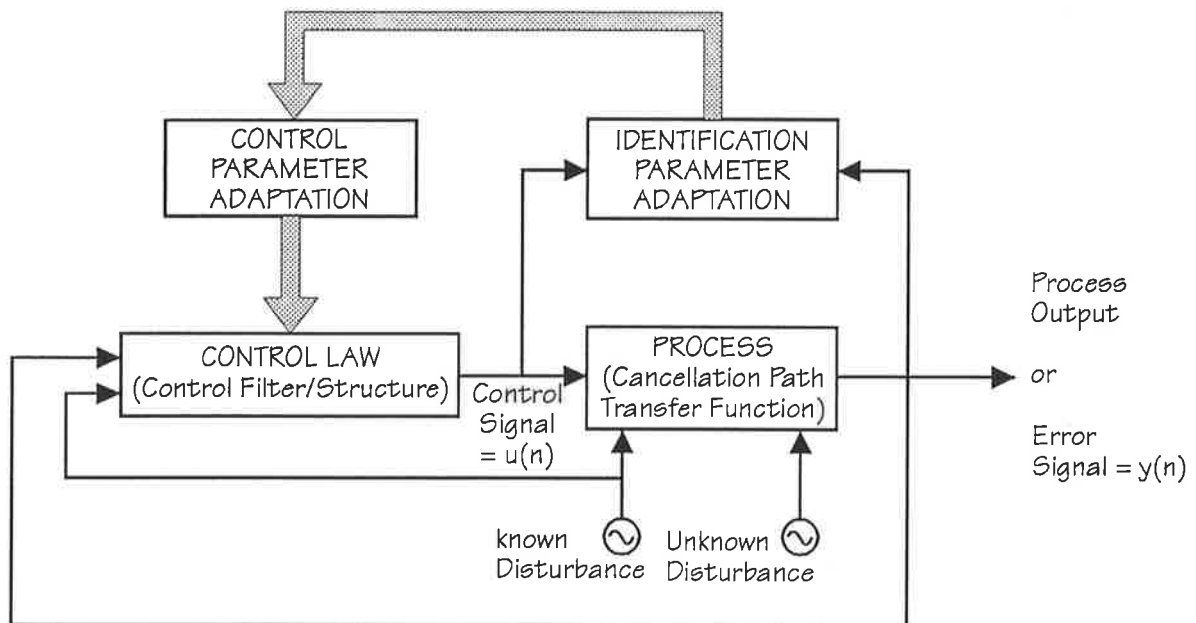 CONTROL
PARAMETER
ADAPTATION
IDENTIFICATION
PARAMETER
ADAPTATION
CONTROL LAW
(Control Filter/Structure)
Control
Signal
= u(n)
PROCESS
(Cancellation Path
Transfer Function)
Process
Output
or
Error
Signal = y(n)
known
Disturbance
Unknown
Disturbance